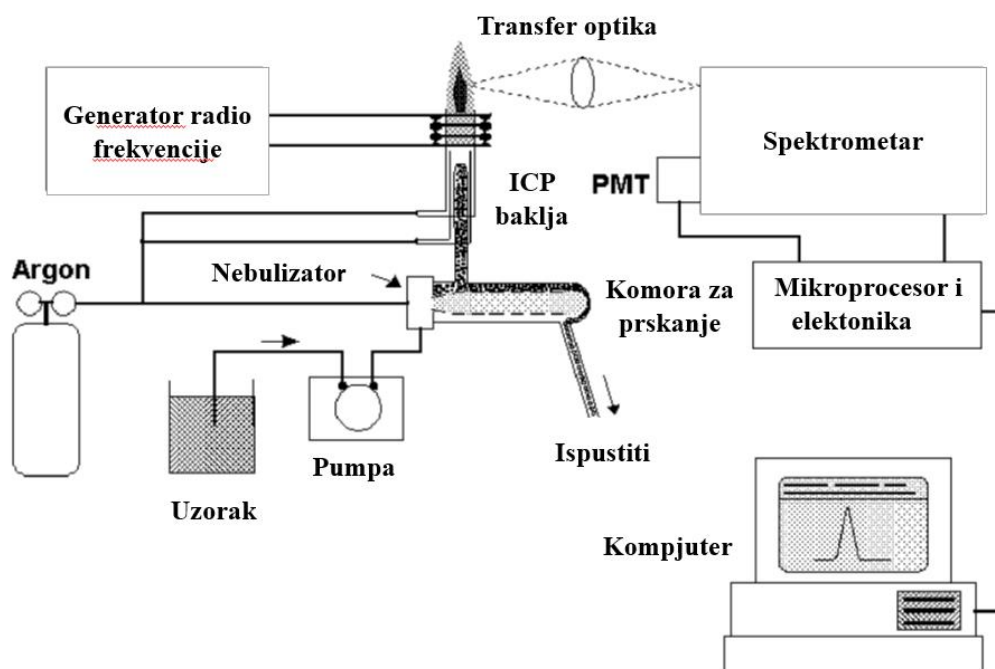 Transfer optika
Generator radio
frekvencije
Spektrometar
PMT
ICP
baklja
Argon
Nebulizator
Komora za
prskanje
Mikroprocesor i
elektonika
Pumpa
Ispustiti
Uzorak
Kompjuter